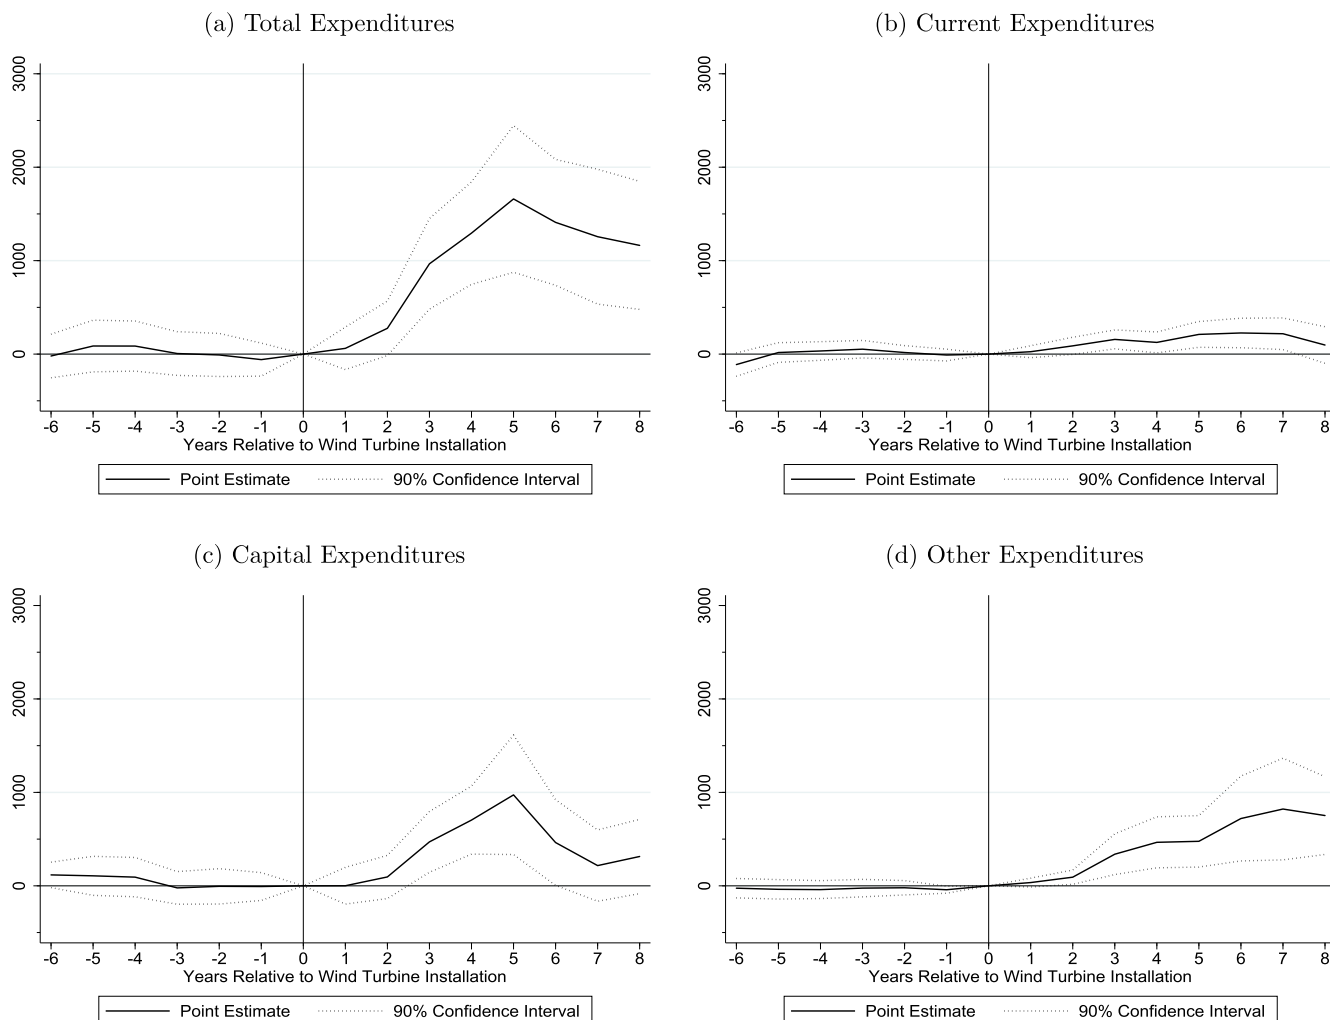 (a) Total Expenditures
3000
2000
1000
0
-6 -5 -4 -3 -2 -1 0 1 2 3 4 5 6 7 8
Years Relative to Wind Turbine Installation
Point Estimate 90% Confidence Interval
(b) Current Expenditures
3000
2000
1000
0
-6 -5 -4 -3 -2 -1 0 1 2 3 4 5 6 7 8
Years Relative to Wind Turbine Installation
Point Estimate 90% Confidence Interval
(c) Capital Expenditures
3000
2000
1000
0
-6 -5 -4 -3 -2 -1 0 1 2 3 4 5 6 7 8
Years Relative to Wind Turbine Installation
Point Estimate 90% Confidence Interval
(d) Other Expenditures
3000
2000
1000
0
-6 -5 -4 -3 -2 -1 0 1 2 3 4 5 6 7 8
Years Relative to Wind Turbine Installation
Point Estimate 90% Confidence Interval